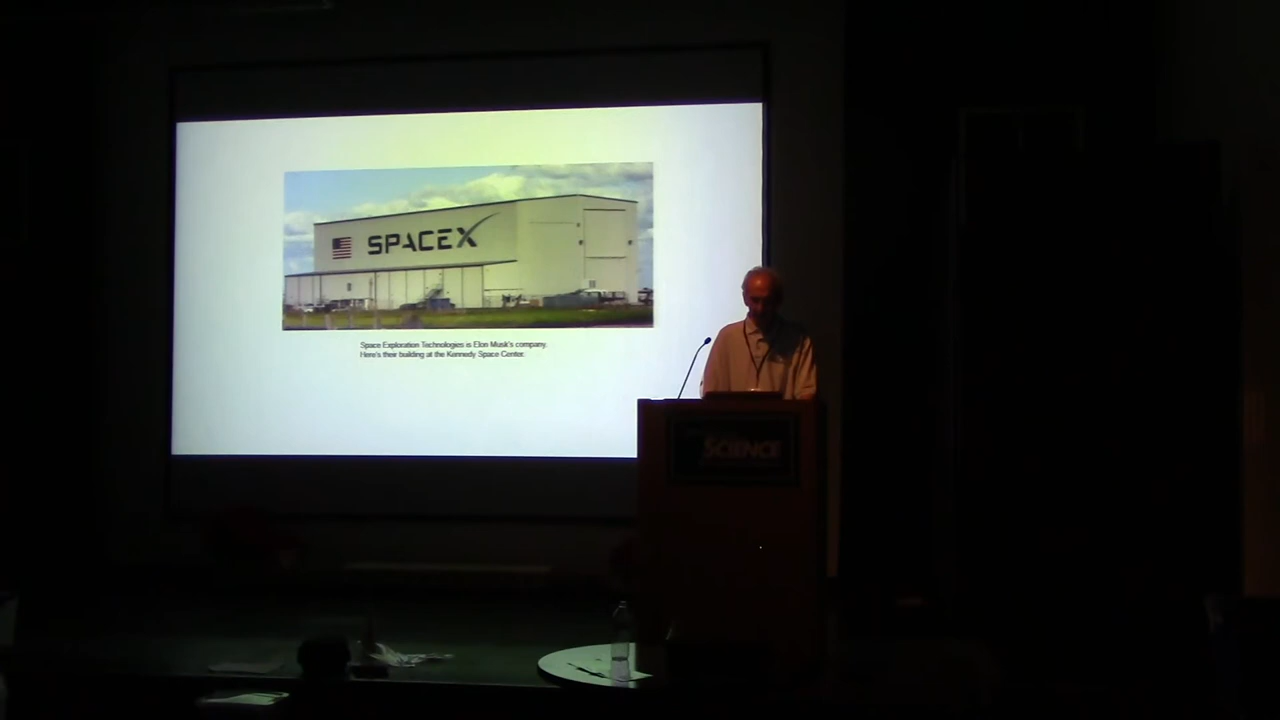 SPACEX
Space Exploration Technologies is Elon Musk's company.
Here's their building at the Kennedy Space Center.
SCIENCE